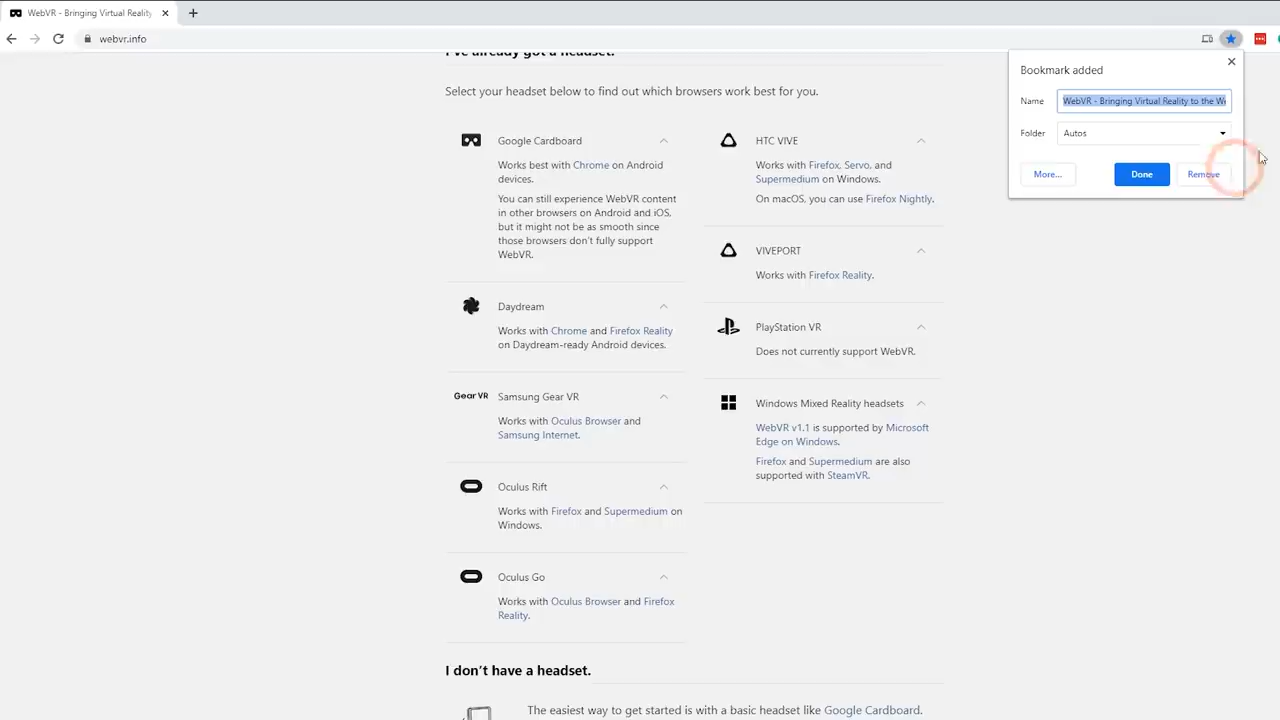 WebVR - Bringing Virtual Reality
webvr.info
Bookmark added
Name
WebVR - Bringing Virtual Reality to the We
Folder
Autos
More...
Done
Remove
I've already got a headset.
Select your headset below to find out which browsers work best for you.
Google Cardboard
Works best with Chrome on Android
devices.
You can still experience WebVR content
in other browsers on Android and iOS,
but it might not be as smooth since
those browsers don't fully support
WebVR.
Daydream
Works with Chrome and Firefox Reality
on Daydream-ready Android devices.
Gear VR
Samsung Gear VR
Works with Oculus Browser and
Samsung Internet.
Oculus Rift
Works with Firefox and Supermedium on
Windows.
Oculus Go
Works with Oculus Browser and Firefox
Reality.
HTC VIVE
Works with Firefox, Servo, and
Supermedium on Windows.
On macOS, you can use Firefox Nightly.
VIVEPORT
Works with Firefox Reality.
PlayStation VR
Does not currently support WebVR.
Windows Mixed Reality headsets
WebVR v1.1 is supported by Microsoft
Edge on Windows.
Firefox and Supermedium are also
supported with SteamVR.
I don't have a headset.
The easiest way to get started is with a basic headset like Google Cardboard.